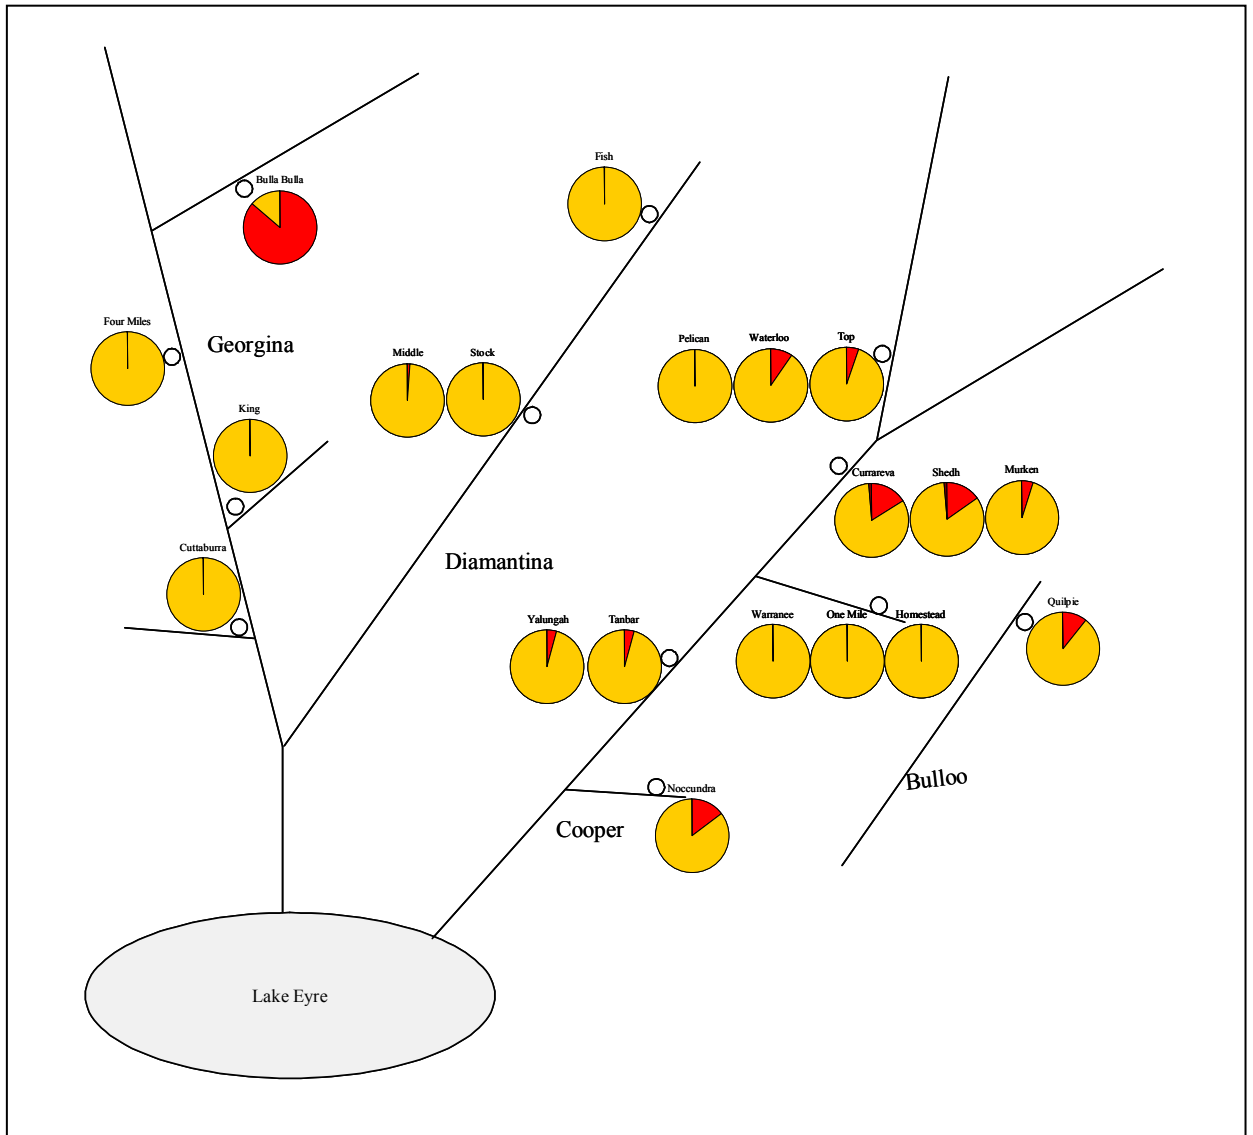 Fish
Bulla Bulla
Four Miles
Georgina
Pelican
Waterloo
Top
Middle
Stock
King
Currareva
Shedh
Murken
Cuttaburra
Diamantina
Yalungah
Tanbar
Warranee
One Mile
Homestead
Quilpie
Bulloo
Noccundra
Cooper
Lake Eyre